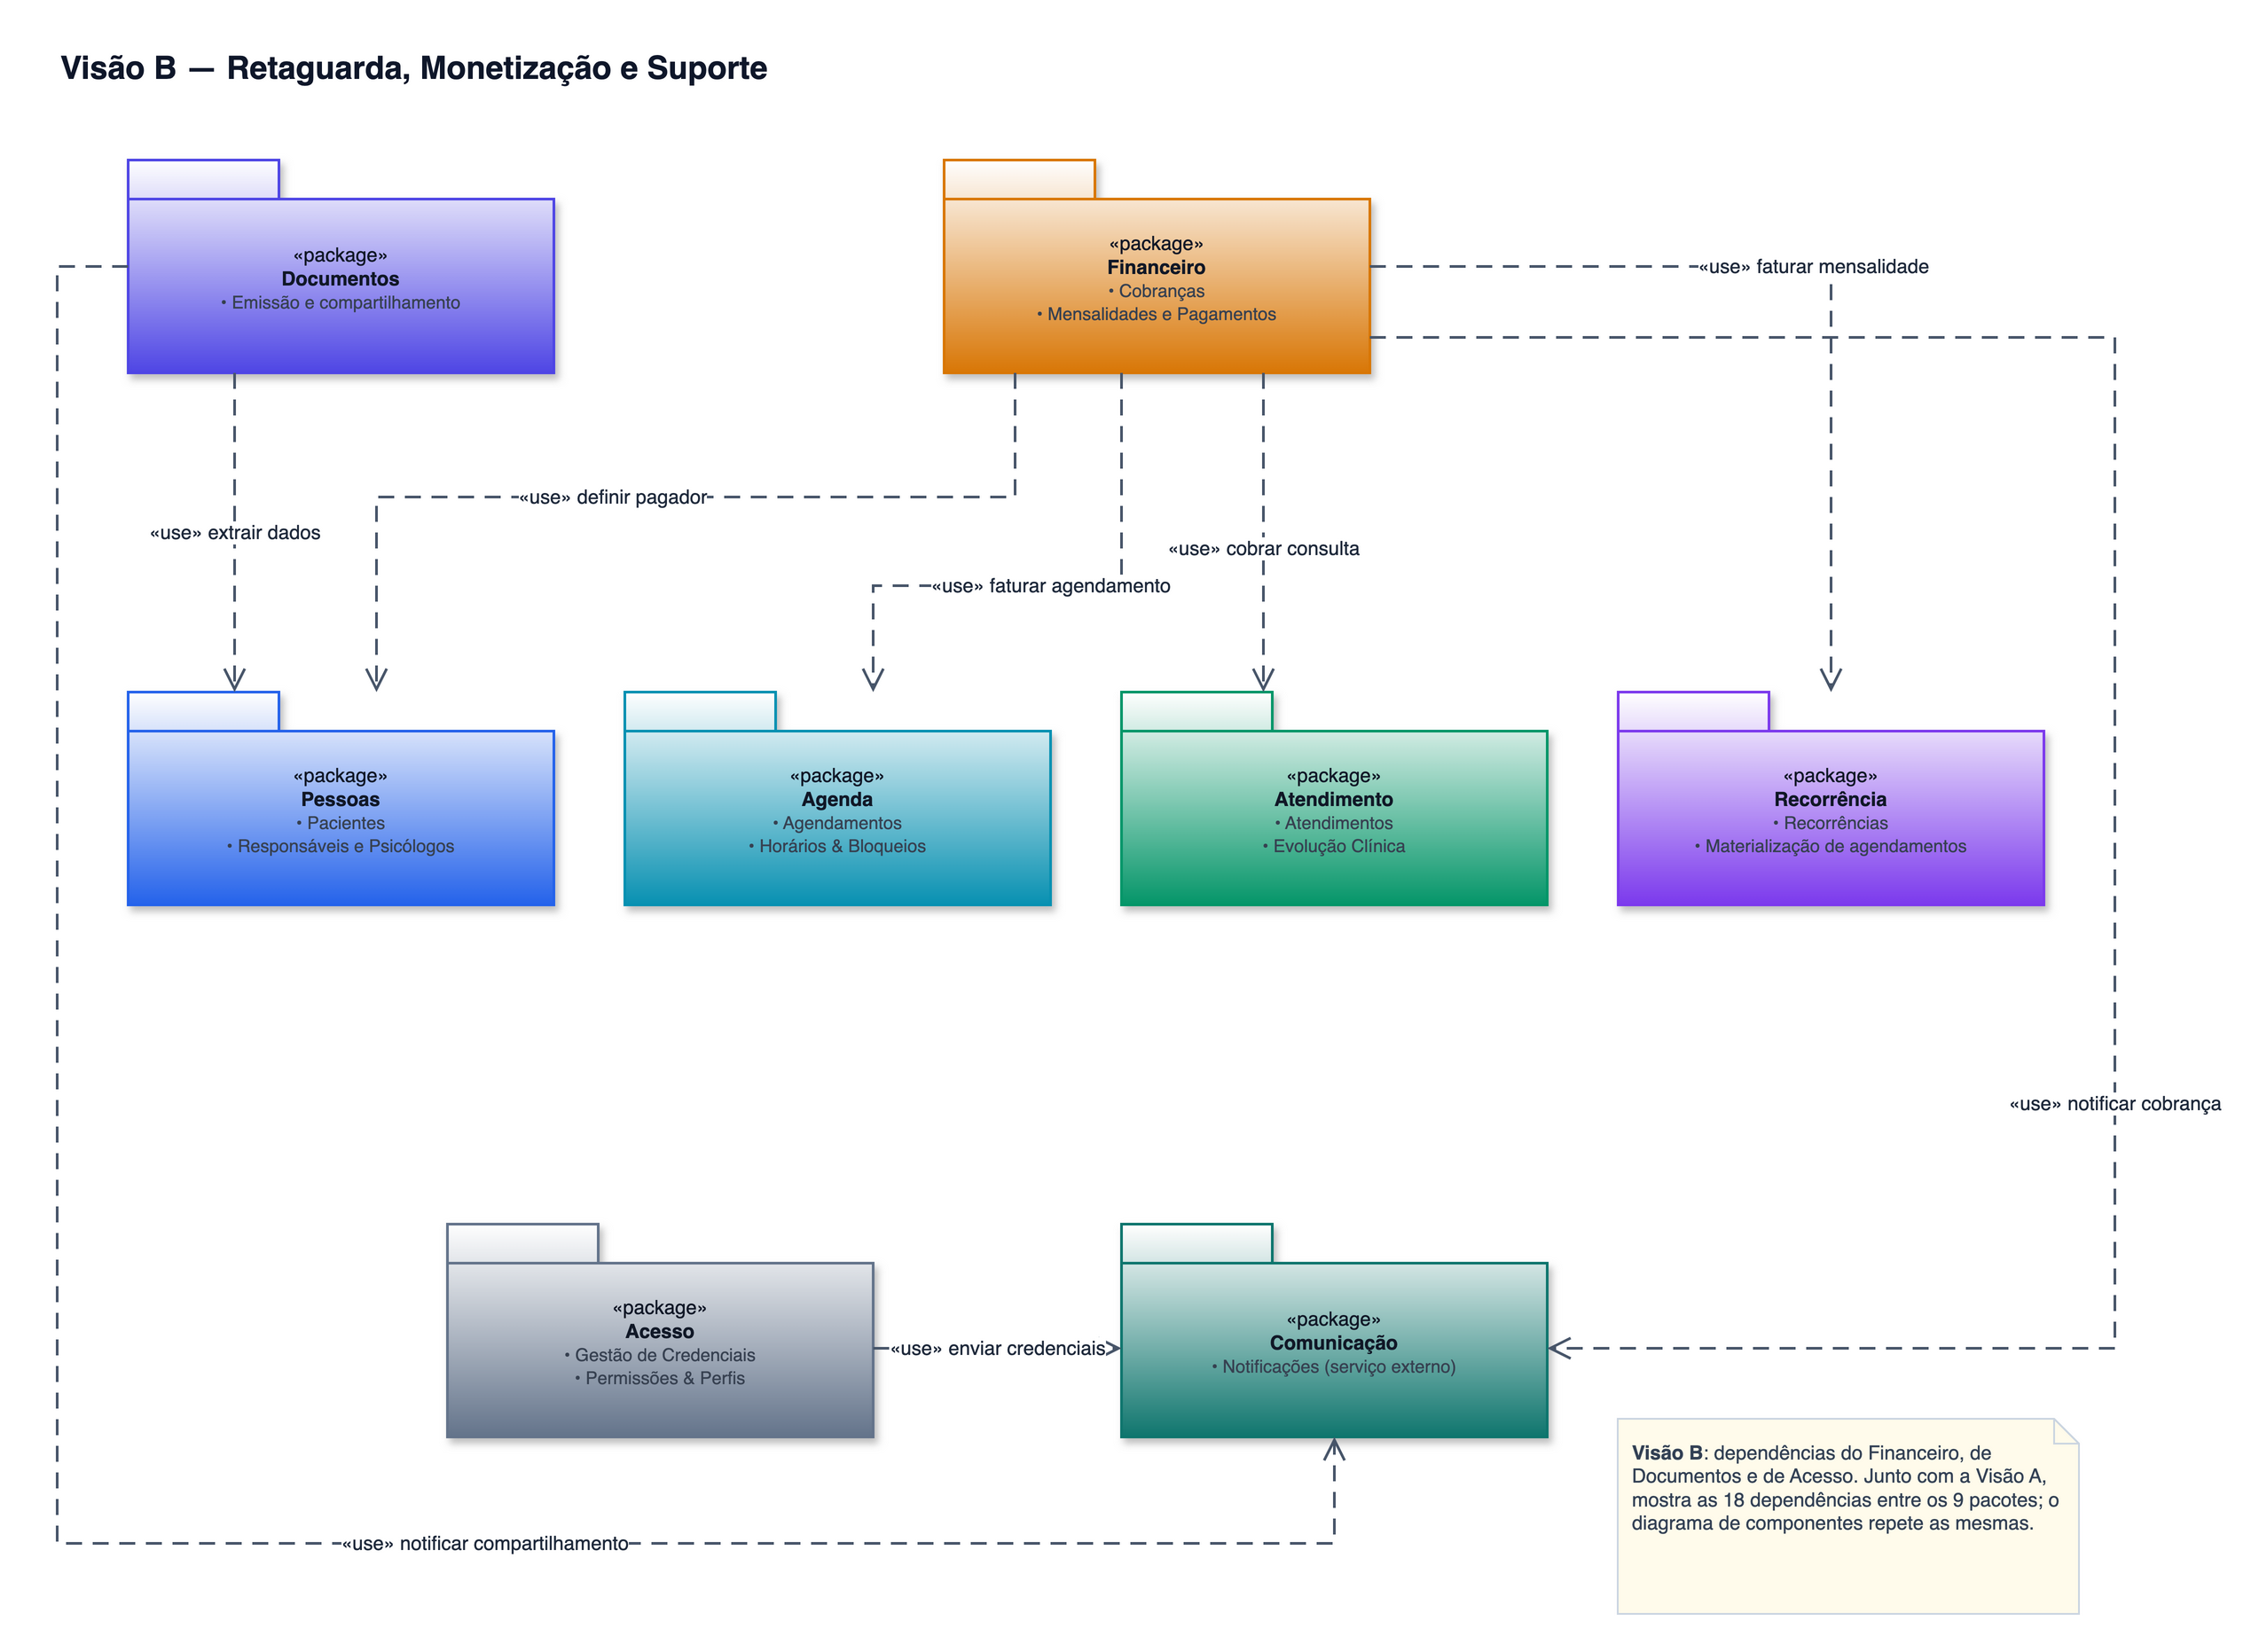 Visão B — Retaguarda, Monetização e Suporte
«package»
Documentos
• Emissão e compartilhamento
«package»
Financeiro
• Cobranças
• Mensalidades e Pagamentos
«use» faturar mensalidade
«use» definir pagador
«use» extrair dados
«use» cobrar consulta
«use» faturar agendamento
«package»
Pessoas
• Pacientes
• Responsáveis e Psicólogos
«package»
Agenda
• Agendamentos
• Horários & Bloqueios
«package»
Atendimento
• Atendimentos
• Evolução Clínica
«package»
Recorrência
• Recorrências
• Materialização de agendamentos
«use» notificar cobrança
«package»
Acesso
• Gestão de Credenciais
• Permissões & Perfis
«use» enviar credenciais
«package»
Comunicação
• Notificações (serviço externo)
Visão B: dependências do Financeiro, de
Documentos e de Acesso. Junto com a Visão A,
mostra as 18 dependências entre os 9 pacotes; o
diagrama de componentes repete as mesmas.
«use» notificar compartilhamento